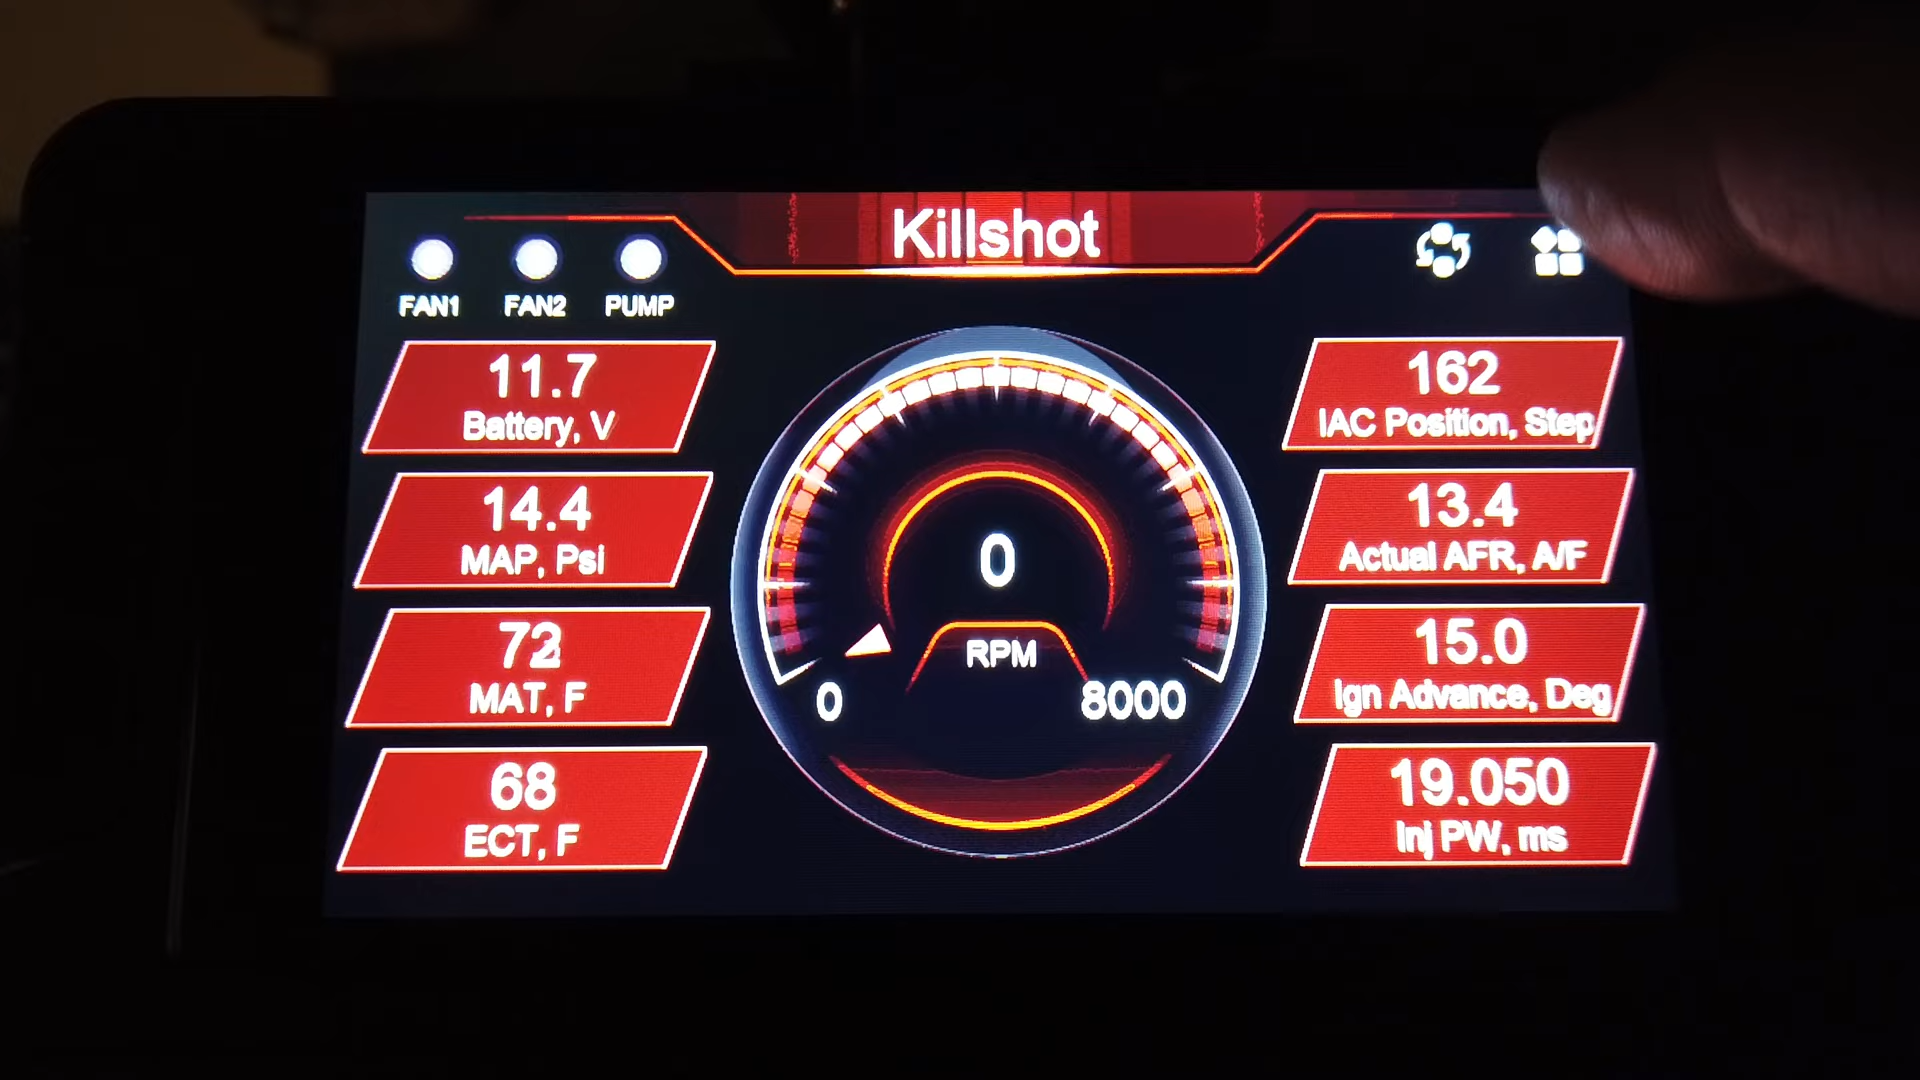 Killshot
FAN1 FAN2 PUMP
11.7
Battery, V
14.4
MAP, Psi
MAT, F
68
ECT, F
0
RPM
0 8000
162
IAC Position, Step
13.4
Actual AFR, A/F
15.0
Ign Advance, Deg
19.050
Inj PW, ms